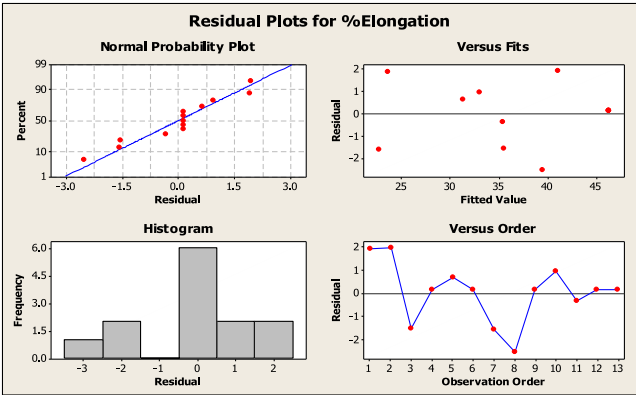 Residual Plots for %Elongation
Normal Probability Plot
99
90
50
10
1
Percent
-3.0 -1.5 0.0 1.5 3.0
Residual
Versus Fits
2
1
0
-1
-2
Residual
25 30 35 40 45
Fitted Value
Histogram
6.0
4.5
3.0
1.5
0.0
Frequency
-3 -2 -1 0 1 2
Residual
Versus Order
2
1
0
-1
-2
Residual
1 2 3 4 5 6 7 8 9 10 11 12 13
Observation Order